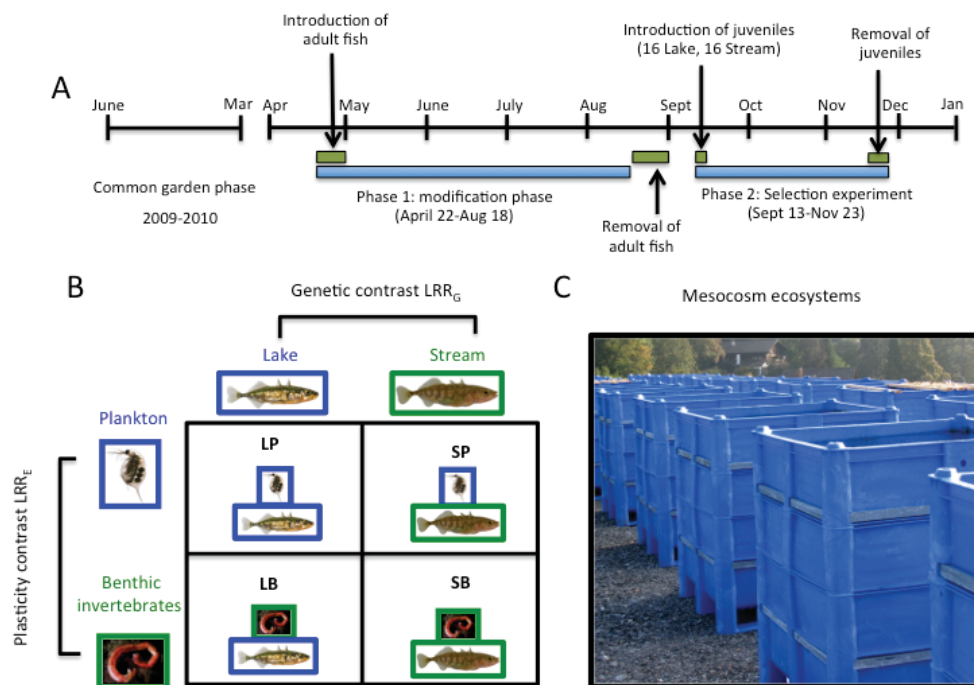 Introduction of
adult fish
Introduction of juveniles
(16 Lake, 16 Stream)
Removal of
juveniles
A
June
Mar
Apr
May
June
July
Aug
Sept
Oct
Nov
Dec
Jan
Common garden phase
2009-2010
Phase 1: modification phase
(April 22-Aug 18)
Removal of
adult fish
Phase 2: Selection experiment
(Sept 13-Nov 23)
B
Genetic contrast LRRG
Lake
Stream
Plankton
Plasticity contrast LRRE
Benthic
invertebrates
LP
SP
LB
SB
C
Mesocosm ecosystems